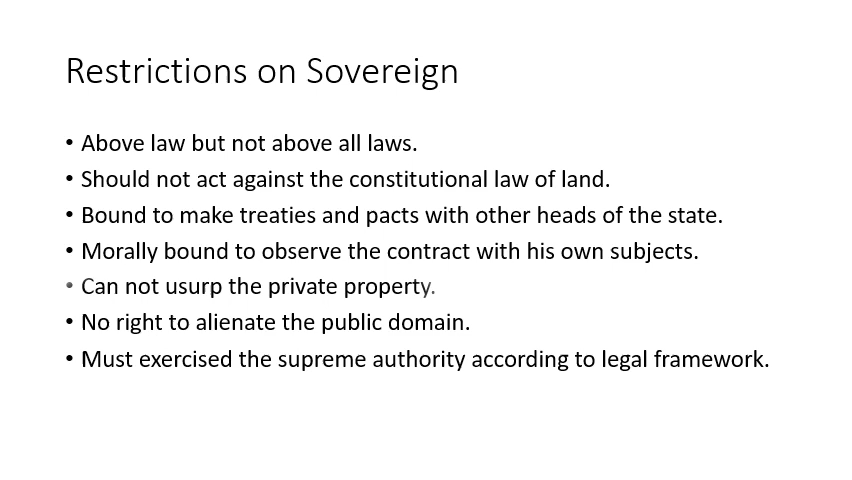 Restrictions on Sovereign
• Above law but not above all laws.
• Should not act against the constitutional law of land.
• Bound to make treaties and pacts with other heads of the state.
• Morally bound to observe the contract with his own subjects.
• Can not usurp the private property.
• No right to alienate the public domain.
• Must exercised the supreme authority according to legal framework.